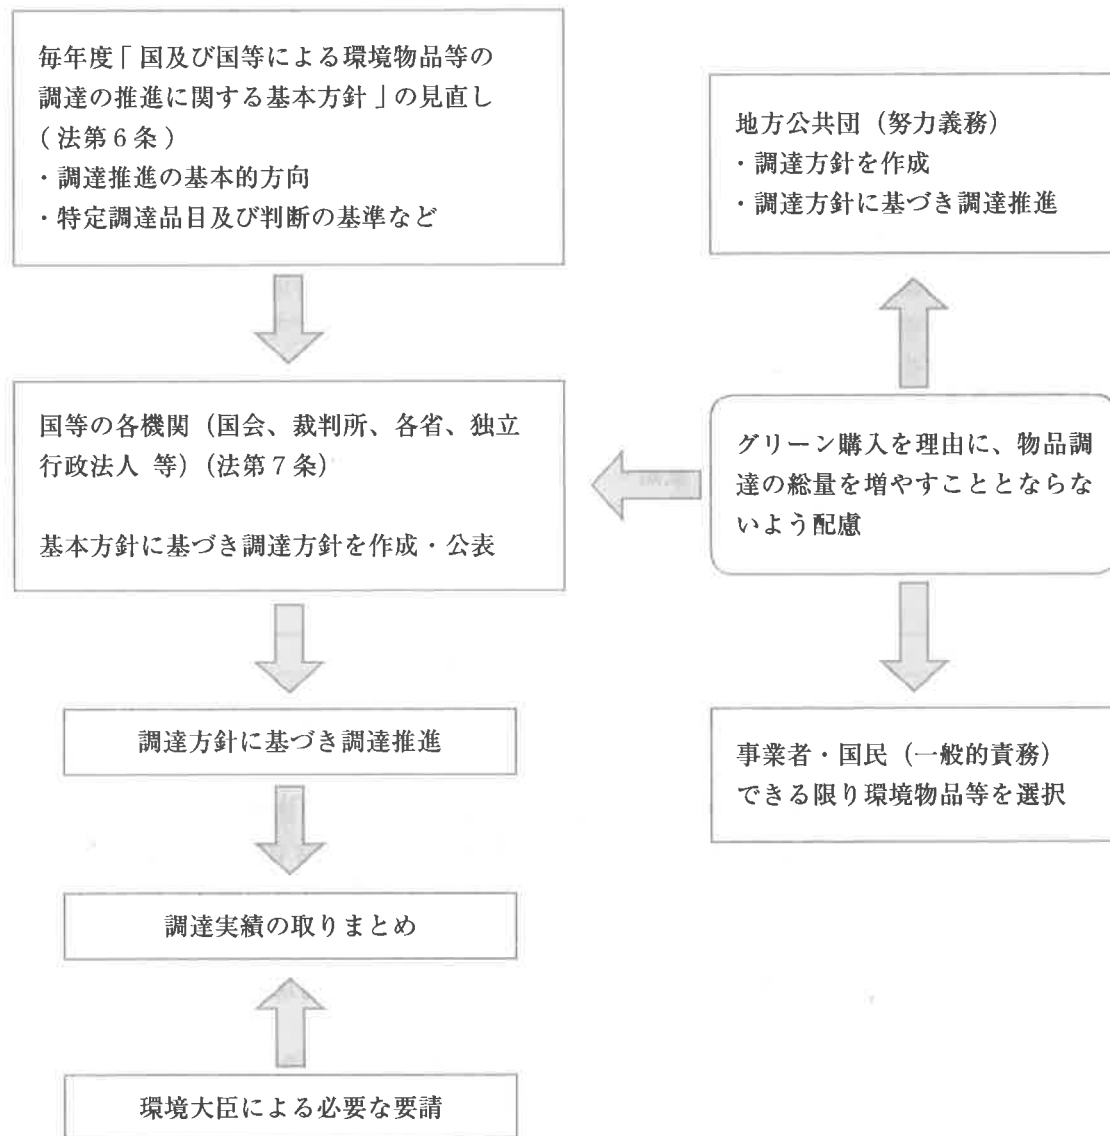 毎年度「国及び国等による環境物品等の
調達の推進に関する基本方針」の見直し
(法第6条)
・調達推進の基本的方向
・特定調達品目及び判断の基準など
国等の各機関(国会、裁判所、各省、独立
行政法人 等)(法第7条)
基本方針に基づき調達方針を作成・公表
調達方針に基づき調達推進
調達実績の取りまとめ
環境大臣による必要な要請
地方公共団(努力義務)
・調達方針を作成
・調達方針に基づき調達推進
グリーン購入を理由に、物品調
達の総量を増やすこととならな
いよう配慮
事業者・国民(一般的責務)
できる限り環境物品等を選択